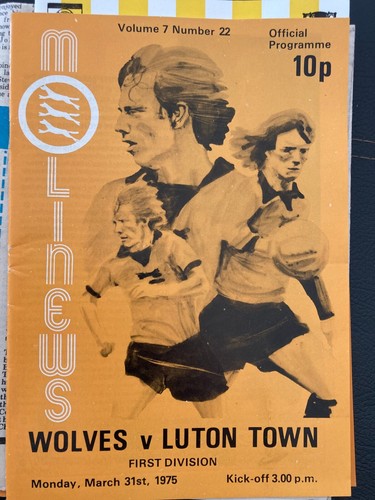 Volume 7 Number 22
Official
Programme
10p
mOLINEWS
WOLVES v LUTON TOWN
FIRST DIVISION
Monday, March 31st, 1975
Kick-off 3.00 p.m.